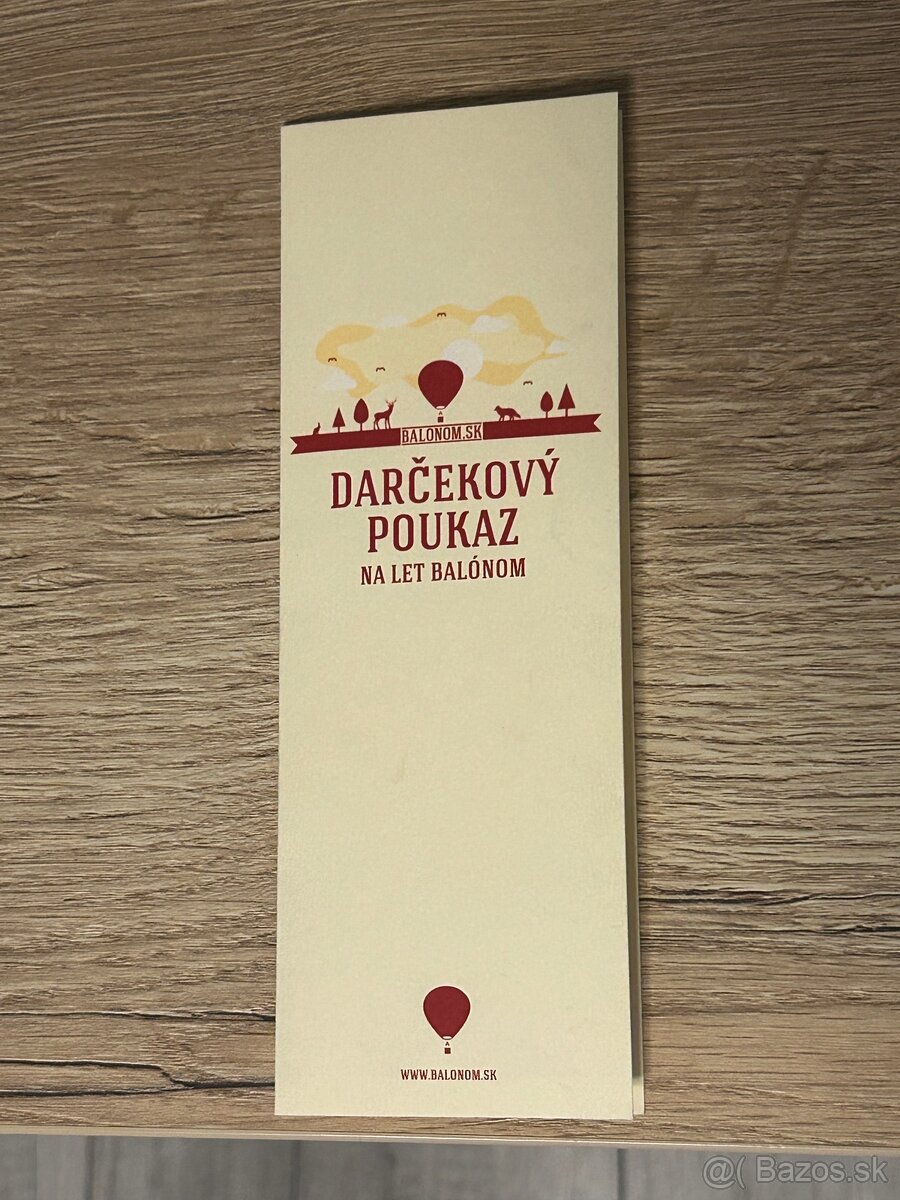 BALONOM.SK
DARČEKOVÝ
POUKAZ
NA LET BALÓNOM
WWW.BALONOM.SK
@( Bazos.sk